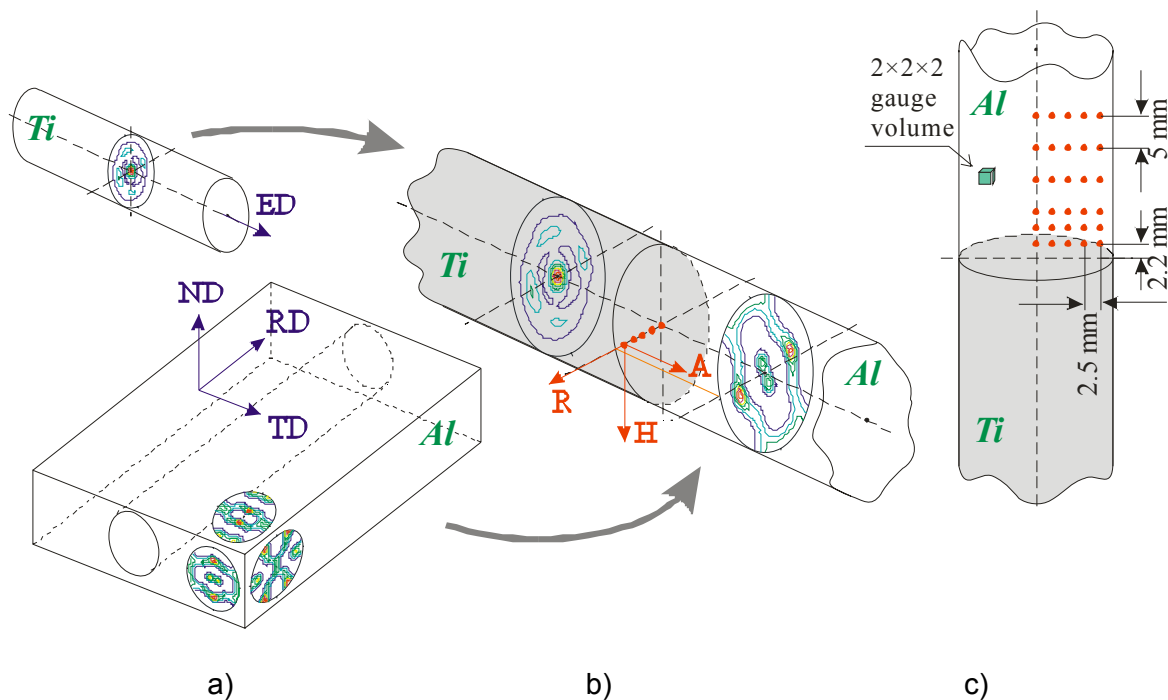 Ti
ED
ND
RD
TD
Al
a)
Ti
R
A
H
Al
b)
2×2×2
gauge
volume
Al
5 mm
2.2 mm
2.5 mm
Ti
c)